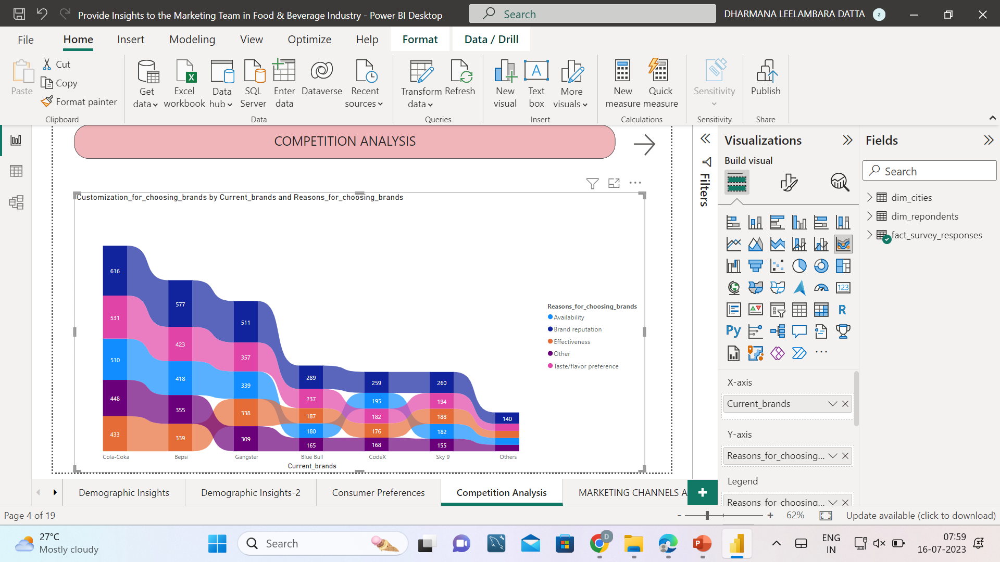 Provide Insights to the Marketing Team in Food & Beverage Industry - Power BI Desktop
Search
DHARMANA LEELAMBARA DATTA
2
File
Home
Insert
Modeling
View
Optimize
Help
Format
Data / Drill
Paste
Cut
Copy
Format painter
Clipboard
Get data
Excel workbook
Data hub
SQL Server
Enter data
Dataverse
Recent sources
Data
Transform data
Refresh
Queries
New visual
A
Text box
More visuals
Insert
New measure
Quick measure
Calculations
Sensitivity
Sensitivity
Publish
Share
COMPETITION ANALYSIS
Customization_for_choosing_brands by Current_brands and Reasons_for_choosing_brands
616
531
510
448
433
577
423
418
355
339
511
357
339
338
309
289
237
187
180
165
259
195
182
176
168
260
194
188
182
155
140
Cola-Coka
Bepsi
Gangster
Blue Bull
CodeX
Sky 9
Others
Current_brands
Reasons_for_choosing_brands
Availability
Brand reputation
Effectiveness
Other
Taste/flavor preference
Filters
Visualizations
Build visual
123
R
Py
X-axis
Current_brands
Y-axis
Reasons_for_choosing...
Legend
Reasons_for_choosing...
Fields
Search
dim_cities
dim_repondents
fact_survey_responses
Demographic Insights
Demographic Insights-2
Consumer Preferences
Competition Analysis
MARKETING CHANNELS A
Page 4 of 19
-
+
62%
Update available (click to download)
27°C
Mostly cloudy
Search
D
P
ENG
IN
07:59
16-07-2023